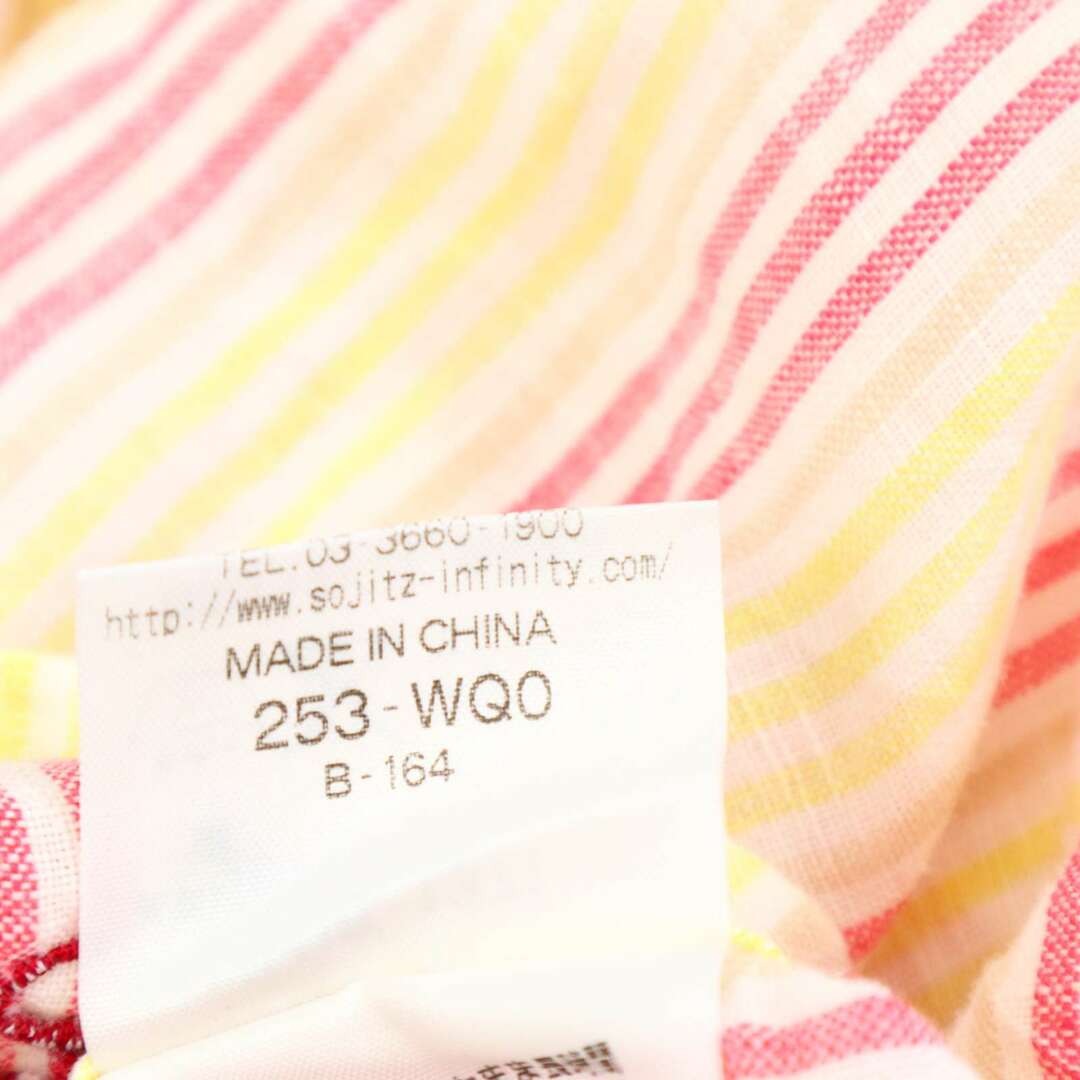 TEL.03-3660-1900
http://www.sojitz-infinity.com/
MADE IN CHINA
253-WQ0
B-164